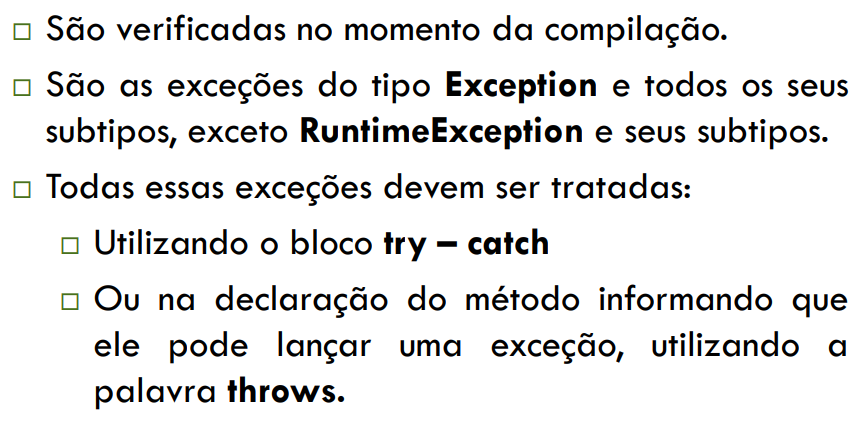 São verificadas no momento da compilação.
São as exceções do tipo Exception e todos os seus
subtipos, exceto RuntimeException e seus subtipos.
Todas essas exceções devem ser tratadas:
Utilizando o bloco try – catch
Ou na declaração do método informando que
ele pode lançar uma exceção, utilizando a
palavra throws.